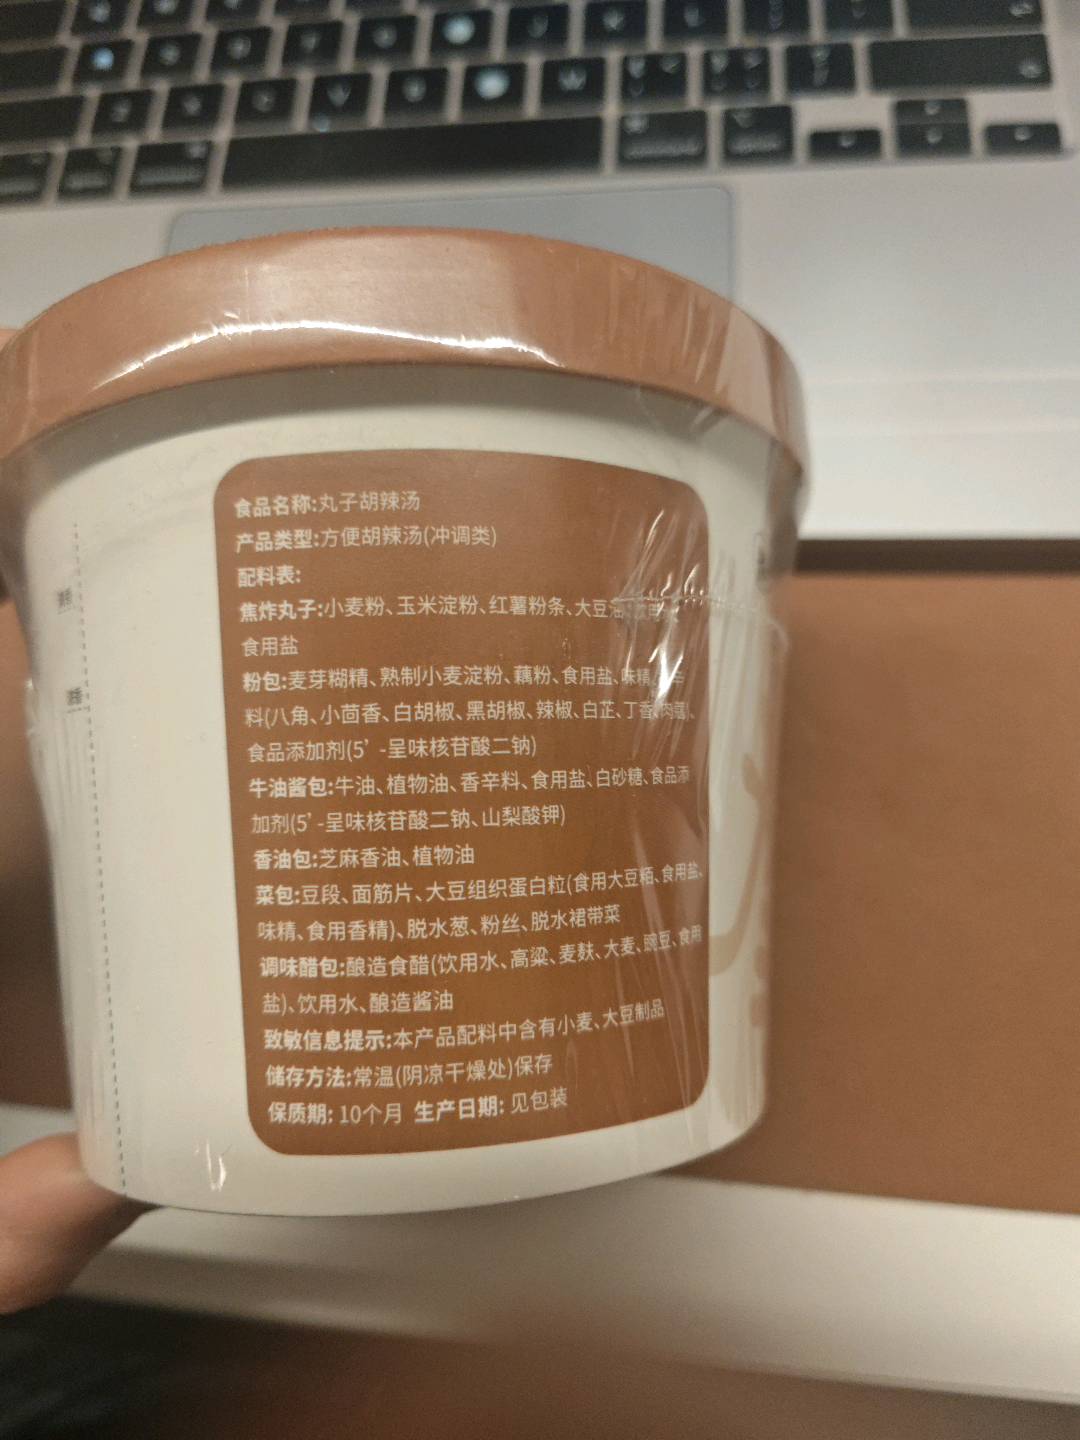 食品名称:丸子胡辣汤
产品类型:方便胡辣汤(冲调类)
配料表:
焦炸丸子:小麦粉、玉米淀粉、红薯粉条、大豆油、饮用水
食用盐
粉包:麦芽糊精、熟制小麦淀粉、藕粉、食用盐、味精、香辛
料(八角、小茴香、白胡椒、黑胡椒、辣椒、白芷、丁香、肉蔻)、
食品添加剂(5’-呈味核苷酸二钠)
牛油酱包:牛油、植物油、香辛料、食用盐、白砂糖、食品添
加剂(5’-呈味核苷酸二钠、山梨酸钾)
香油包:芝麻香油、植物油
菜包:豆段、面筋片、大豆组织蛋白粒(食用大豆粕、食用盐、
味精、食用香精)、脱水葱、粉丝、脱水裙带菜
调味醋包:酿造食醋(饮用水、高粱、麦麸、大麦、豌豆、食用
盐)、饮用水、酿造酱油
致敏信息提示:本产品配料中含有小麦、大豆制品
储存方法:常温(阴凉干燥处)保存
保质期: 10个月 生产日期: 见包装